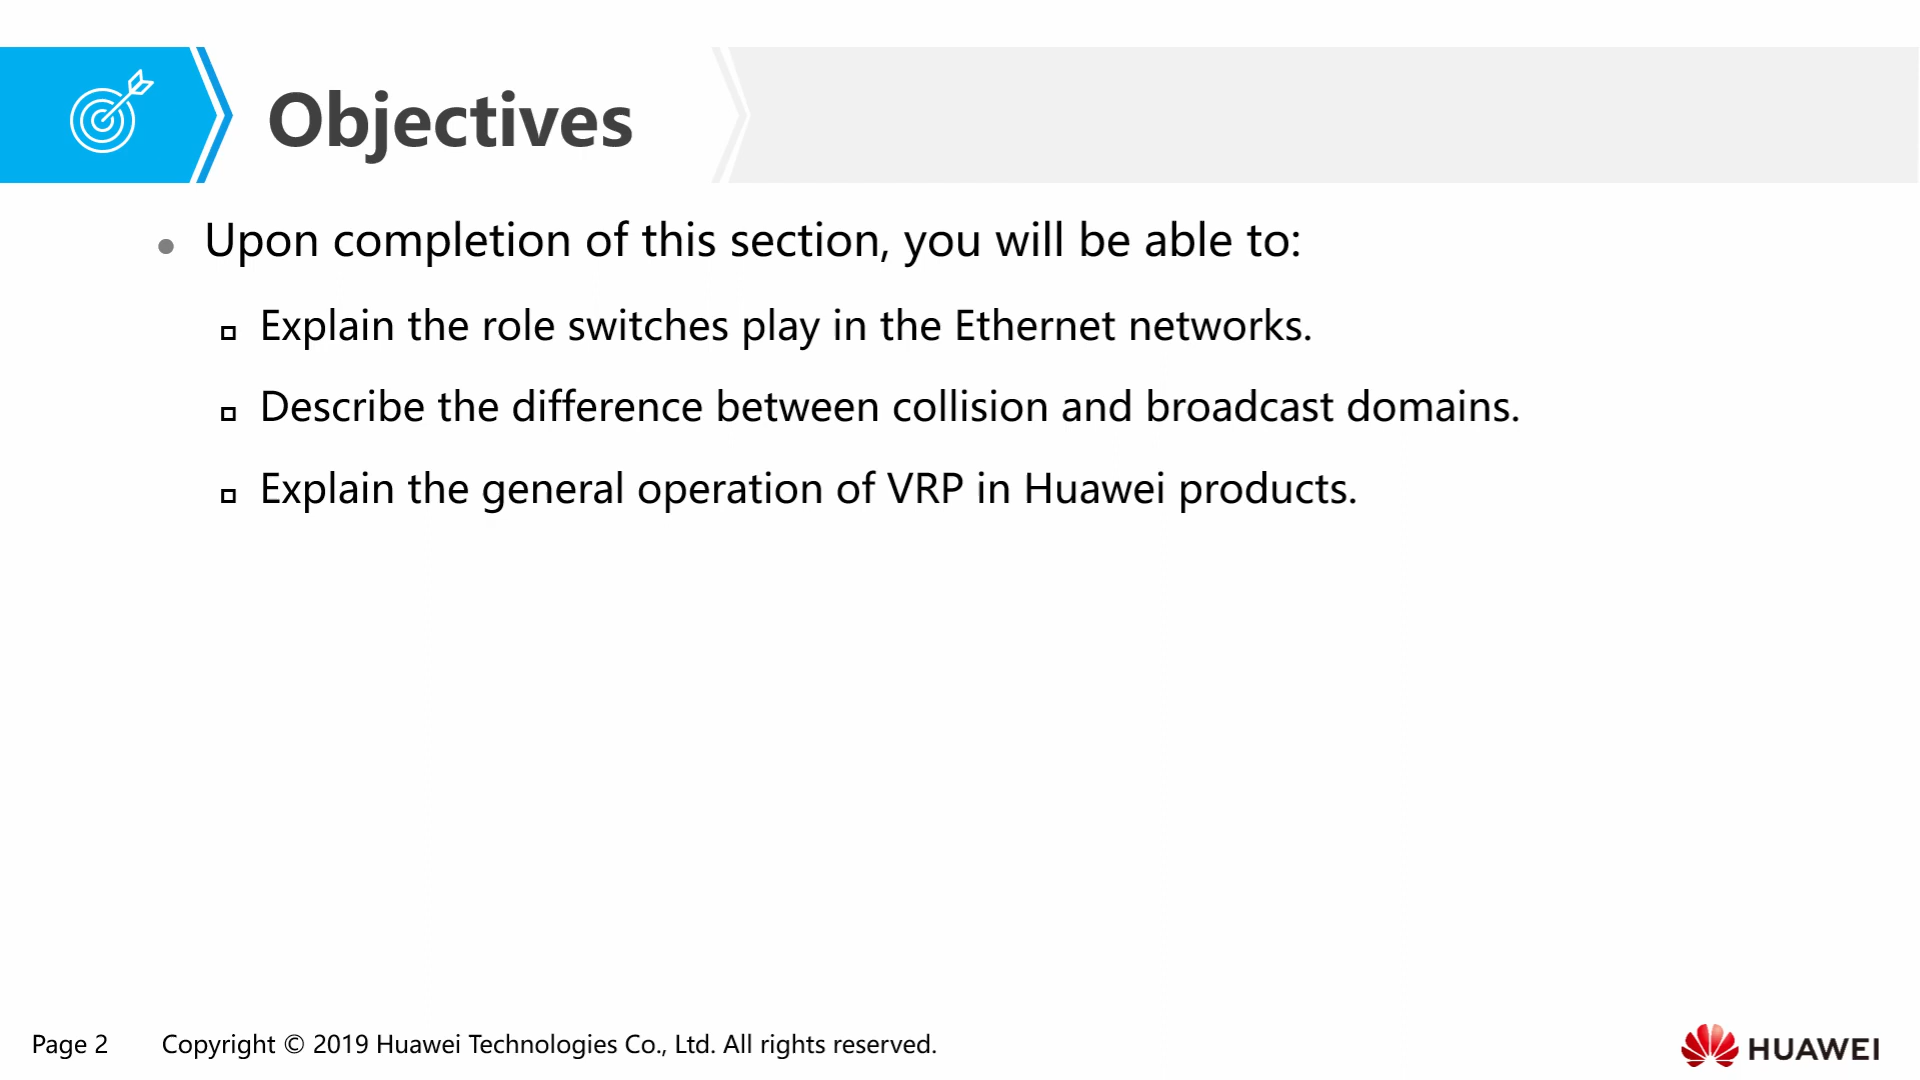 Objectives
Upon completion of this section, you will be able to:
Explain the role switches play in the Ethernet networks.
Describe the difference between collision and broadcast domains.
Explain the general operation of VRP in Huawei products.
Page 2
Copyright © 2019 Huawei Technologies Co., Ltd. All rights reserved.
HUAWEI